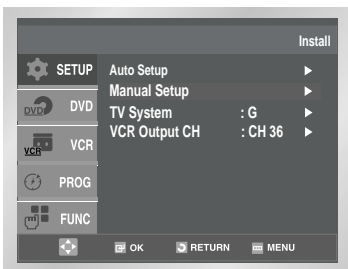 Install
SETUP
Auto Setup
Manual Setup
DVD DVD
TV System : G
VCR Output CH : CH 36
VCR VCR
PROG
FUNC
OK RETURN MENU